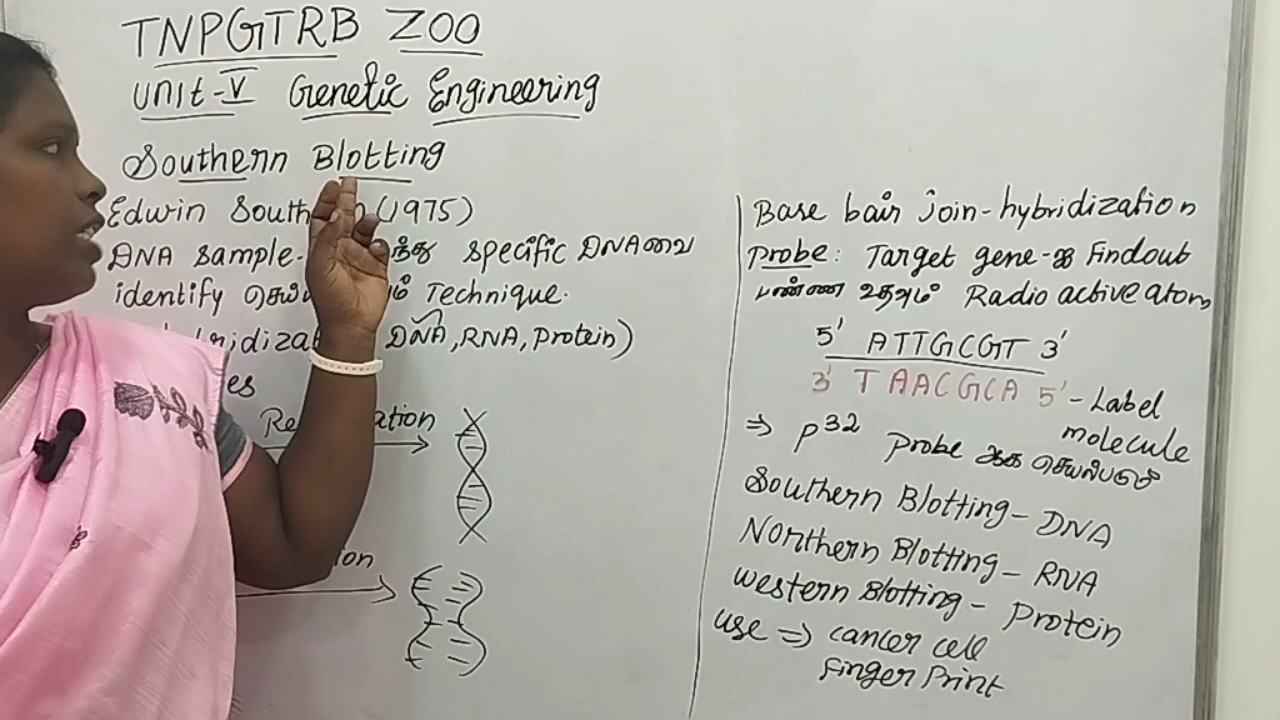 TNPGTRB ZOO
Unit-V Genetic Engineering
Southern Blotting
Edwin South (1975)
DNA sample- ந்து specific DNAவை
identify செய் ம் Technique.
ridiza DNA, RNA, Protein)
es
Re ation
ion
Base bair join-hybridization
Probe: Target gene-ஐ Findout
பண்ண உதவும் Radio active atom
5' ATTGCGT 3'
3' TAACGCA 5' - Label
molecule
⇒ P32 Probe ஆக செயல்படும்
Southern Blotting - DNA
Northern Blotting - RNA
Western Blotting - Protein
use ⇒ cancer cell
Finger Print